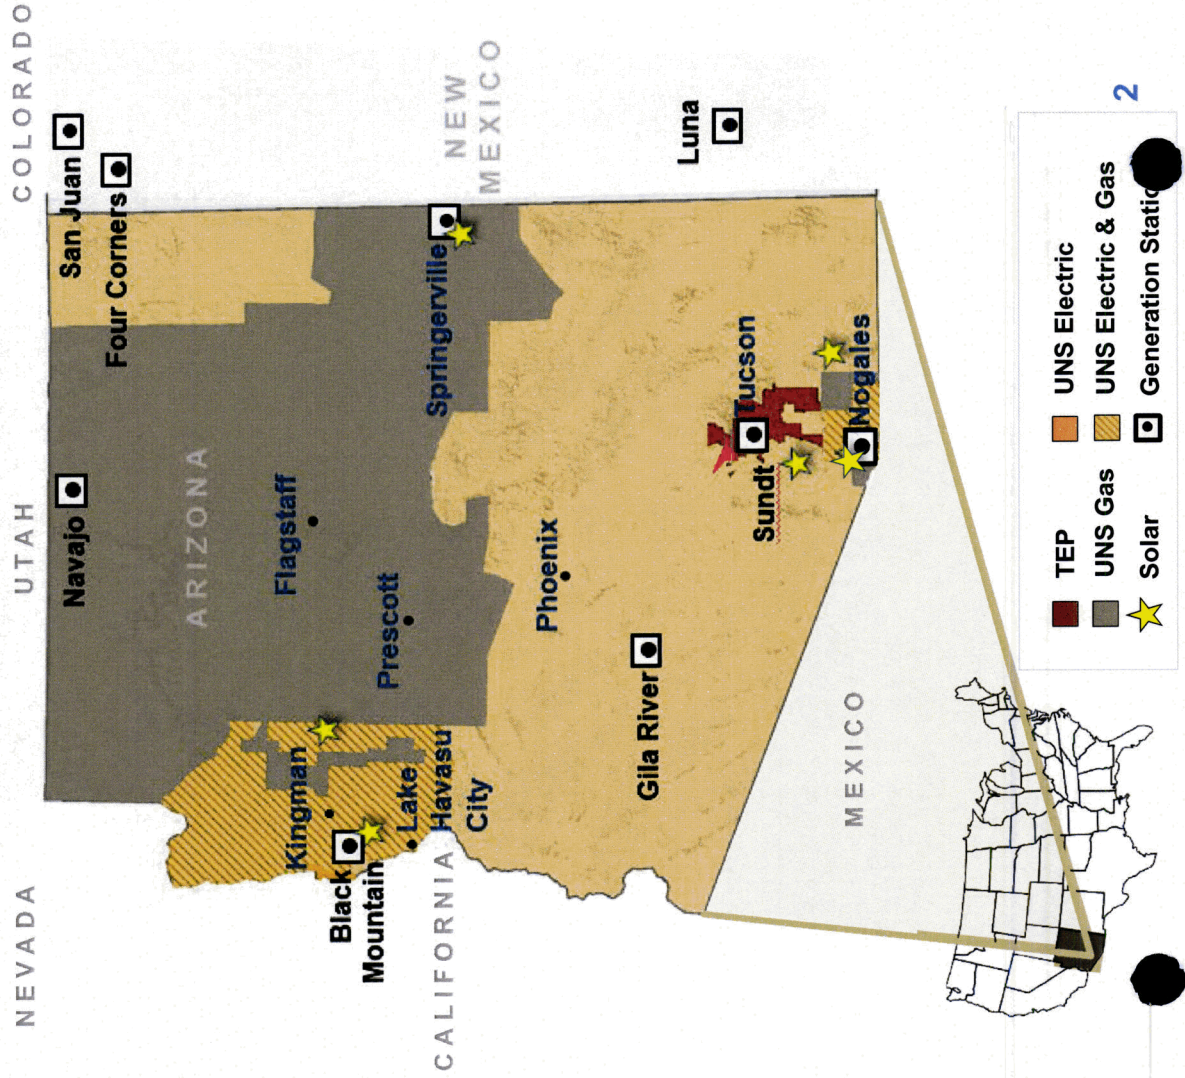 NEVADA
UTAH
COLORADO
Navajo
San Juan
Four Corners
ARIZONA
Flagstaff
Kingman
Black
Mountain
Prescott
Lake
Havasu
City
CALIFORNIA
Springerville
NEW
MEXICO
Phoenix
Gila River
Luna
Tucson
Sundt
Nogales
MEXICO
TEP
UNS Electric
UNS Gas
UNS Electric & Gas
Solar
Generation Static
2